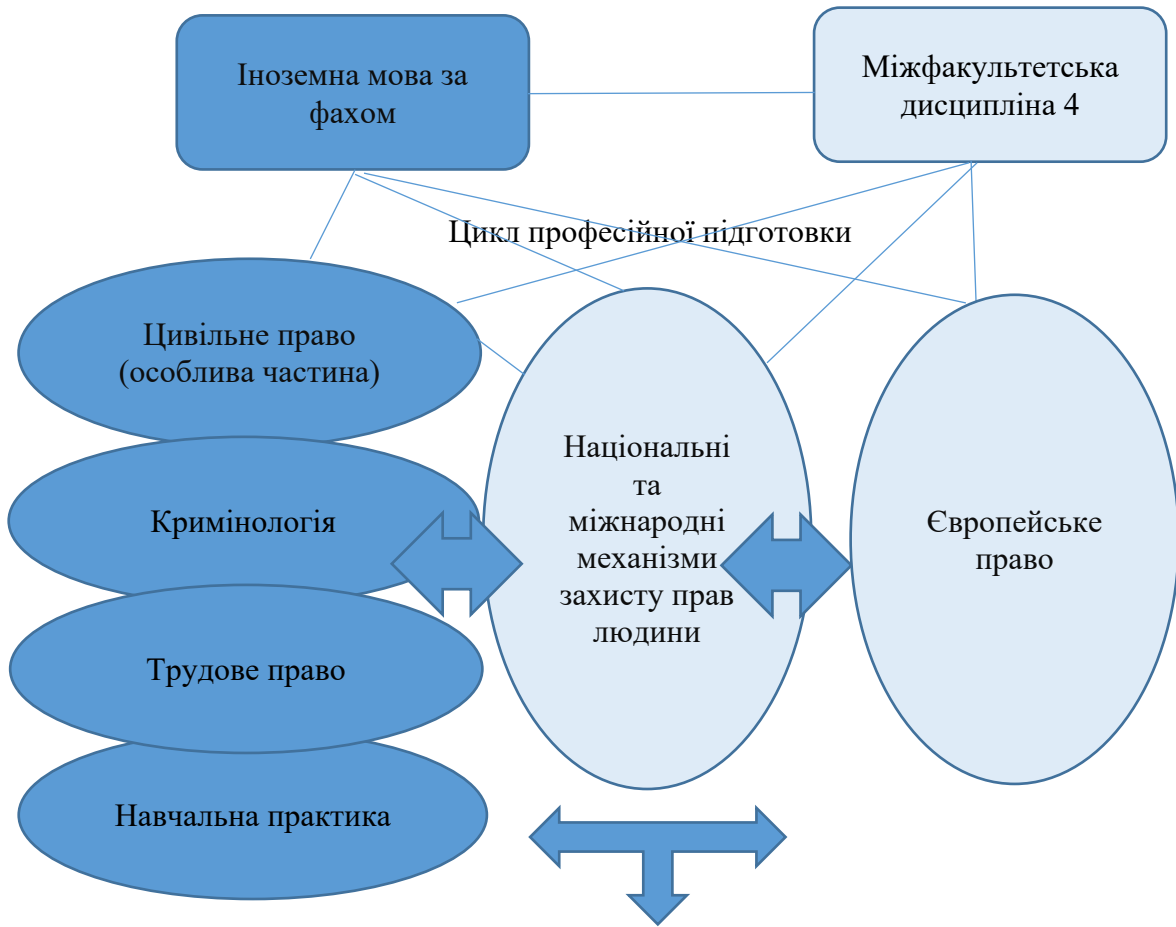 Іноземна мова за
фахом
Міжфакультетська
дисципліна 4
Цикл професійної підготовки
Цивільне право
(особлива частина)
Кримінологія
Трудове право
Навчальна практика
Національні
та
міжнародні
механізми
захисту прав
людини
Європейське
право